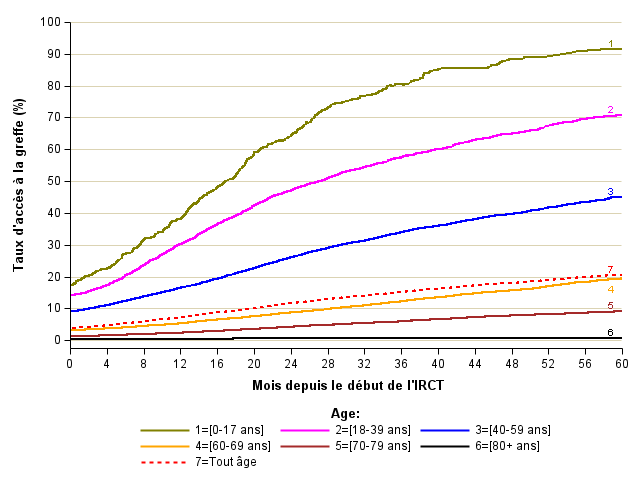 100
90
80
70
60
50
40
30
20
10
0
Taux d'accès à la greffe (%)
1
2
3
7
4
5
6
0 4 8 12 16 20 24 28 32 36 40 44 48 52 56 60
Mois depuis le début de l'IRCT
Age:
1=[0-17 ans] 2=[18-39 ans] 3=[40-59 ans]
4=[60-69 ans] 5=[70-79 ans] 6=[80+ ans]
7=Tout âge